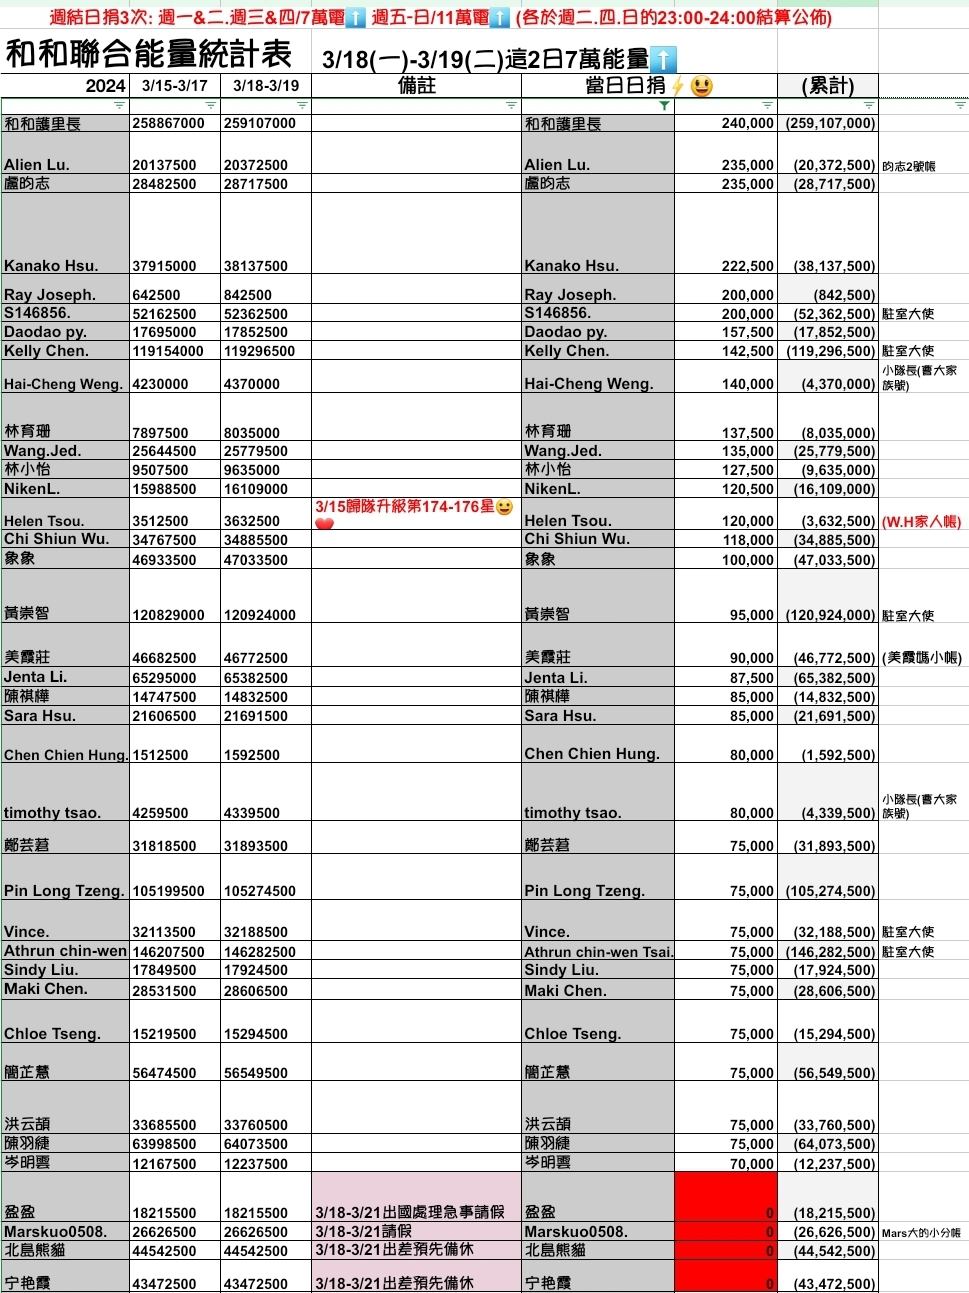 週結日捐3次: 週一&二.週三&四/7萬電⬆️ 週五-日/11萬電⬆️ (各於週二.四.日的23:00-24:00結算公佈)
和和聯合能量統計表 3/18(一)-3/19(二)這2日7萬能量⬆️
2024 3/15-3/17 3/18-3/19 備註 當日日捐⚡😃 (累計)
和和護里長 258867000 259107000 和和護里長 240,000 (259,107,000)
Alien Lu. 20137500 20372500 Alien Lu. 235,000 (20,372,500) 昀志2號帳
盧昀志 28482500 28717500 盧昀志 235,000 (28,717,500)
Kanako Hsu. 37915000 38137500 Kanako Hsu. 222,500 (38,137,500)
Ray Joseph. 642500 842500 Ray Joseph. 200,000 (842,500)
S146856. 52162500 52362500 S146856. 200,000 (52,362,500) 駐室大使
Daodao py. 17695000 17852500 Daodao py. 157,500 (17,852,500)
Kelly Chen. 119154000 119296500 Kelly Chen. 142,500 (119,296,500) 駐室大使
Hai-Cheng Weng. 4230000 4370000 Hai-Cheng Weng. 140,000 (4,370,000) 小隊長(曹大家
族號)
林育珊 7897500 8035000 林育珊 137,500 (8,035,000)
Wang.Jed. 25644500 25779500 Wang.Jed. 135,000 (25,779,500)
林小怡 9507500 9635000 林小怡 127,500 (9,635,000)
NikenL. 15988500 16109000 NikenL. 120,500 (16,109,000)
Helen Tsou. 3512500 3632500 3/15歸隊升級第174-176星😀
❤️ Helen Tsou. 120,000 (3,632,500) (W.H家人帳)
Chi Shiun Wu. 34767500 34885500 Chi Shiun Wu. 118,000 (34,885,500)
象象 46933500 47033500 象象 100,000 (47,033,500)
黃崇智 120829000 120924000 黃崇智 95,000 (120,924,000) 駐室大使
美霞莊 46682500 46772500 美霞莊 90,000 (46,772,500) (美霞媽小帳)
Jenta Li. 65295000 65382500 Jenta Li. 87,500 (65,382,500)
陳祺樺 14747500 14832500 陳祺樺 85,000 (14,832,500)
Sara Hsu. 21606500 21691500 Sara Hsu. 85,000 (21,691,500)
Chen Chien Hung. 1512500 1592500 Chen Chien Hung. 80,000 (1,592,500)
timothy tsao. 4259500 4339500 timothy tsao. 80,000 (4,339,500) 小隊長(曹大家
族號)
鄭芸萻 31818500 31893500 鄭芸萻 75,000 (31,893,500)
Pin Long Tzeng. 105199500 105274500 Pin Long Tzeng. 75,000 (105,274,500)
Vince. 32113500 32188500 Vince. 75,000 (32,188,500) 駐室大使
Athrun chin-wen 146207500 146282500 Athrun chin-wen Tsai. 75,000 (146,282,500) 駐室大使
Sindy Liu. 17849500 17924500 Sindy Liu. 75,000 (17,924,500)
Maki Chen. 28531500 28606500 Maki Chen. 75,000 (28,606,500)
Chloe Tseng. 15219500 15294500 Chloe Tseng. 75,000 (15,294,500)
簡芷慧 56474500 56549500 簡芷慧 75,000 (56,549,500)
洪云頡 33685500 33760500 洪云頡 75,000 (33,760,500)
陳羽緁 63998500 64073500 陳羽緁 75,000 (64,073,500)
岑明雲 12167500 12237500 岑明雲 70,000 (12,237,500)
盈盈 18215500 18215500 3/18-3/21出國處理急事請假 盈盈 0 (18,215,500)
Marskuo0508. 26626500 26626500 3/18-3/21請假 Marskuo0508. 0 (26,626,500) Mars大的小分帳
北島熊貓 44542500 44542500 3/18-3/21出差預先備休 北島熊貓 0 (44,542,500)
宁艳霞 43472500 43472500 3/18-3/21出差預先備休 宁艳霞 0 (43,472,500)